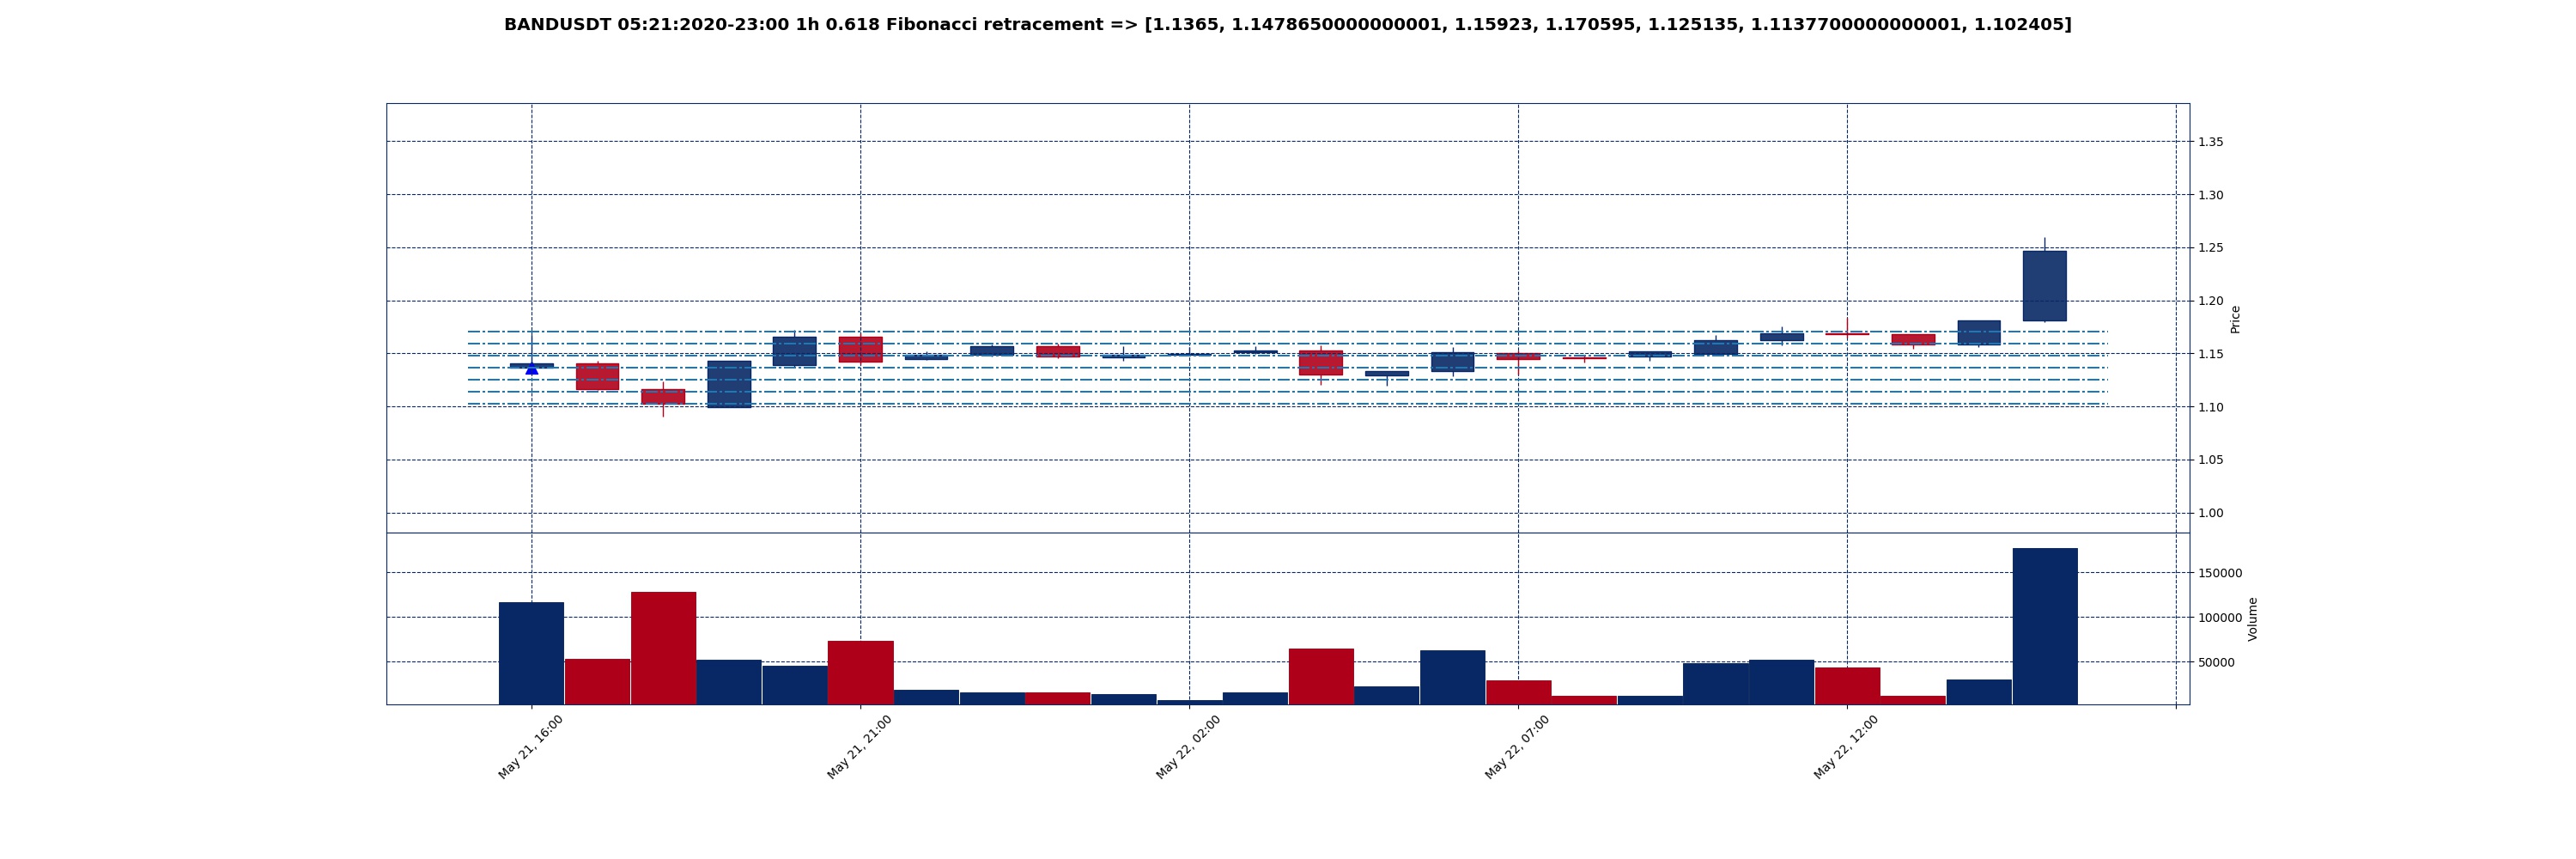 BANDUSDT 05:21:2020-23:00 1h 0.618 Fibonacci retracement => [1.1365, 1.1478650000000001, 1.15923, 1.170595, 1.125135, 1.1137700000000001, 1.102405]
1.35
1.30
1.25
1.20
Price
1.15
1.10
1.05
1.00
150000
100000
Volume
50000
May 21, 16:00
May 21, 21:00
May 22, 02:00
May 22, 07:00
May 22, 12:00